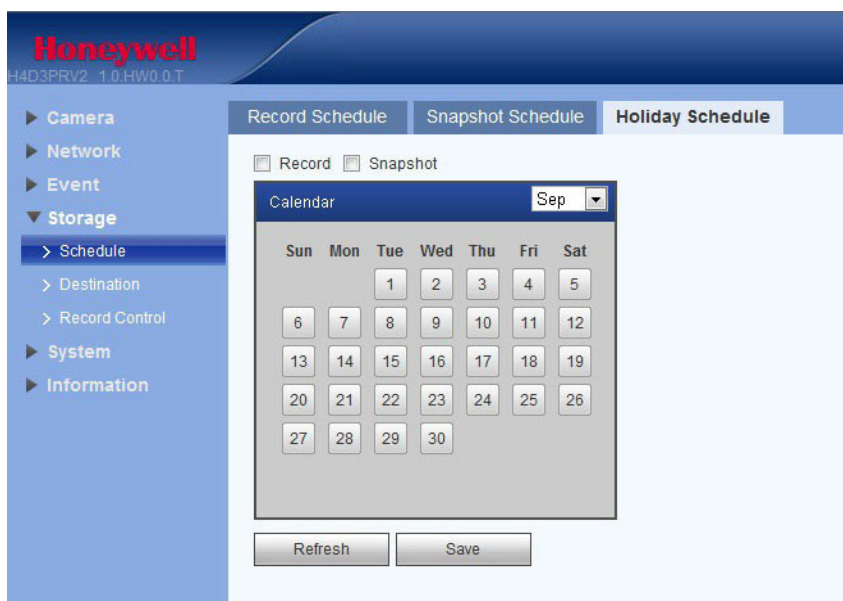 Honeywell
H4D3PRV2 1.0.HW0.0.T
Camera
Network
Event
Storage
Schedule
Destination
Record Control
System
Information
Record Schedule Snapshot Schedule Holiday Schedule
Record Snapshot
Calendar Sep
Sun Mon Tue Wed Thu Fri Sat
1 2 3 4 5
6 7 8 9 10 11 12
13 14 15 16 17 18 19
20 21 22 23 24 25 26
27 28 29 30
Refresh Save